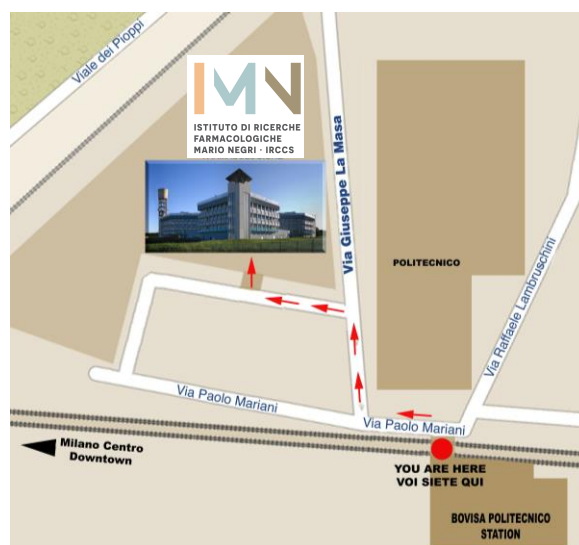 Viale dei Pioppi
IMN
ISTITUTO DI RICERCHE
FARMACOLOGICHE
MARIO NEGRI · IRCCS
Via Giuseppe La Masa
POLITECNICO
Via Raffaele Lambruschini
Via Paolo Mariani
Via Paolo Mariani
Milano Centro
Downtown
YOU ARE HERE
VOI SIETE QUI
BOVISA POLITECNICO
STATION